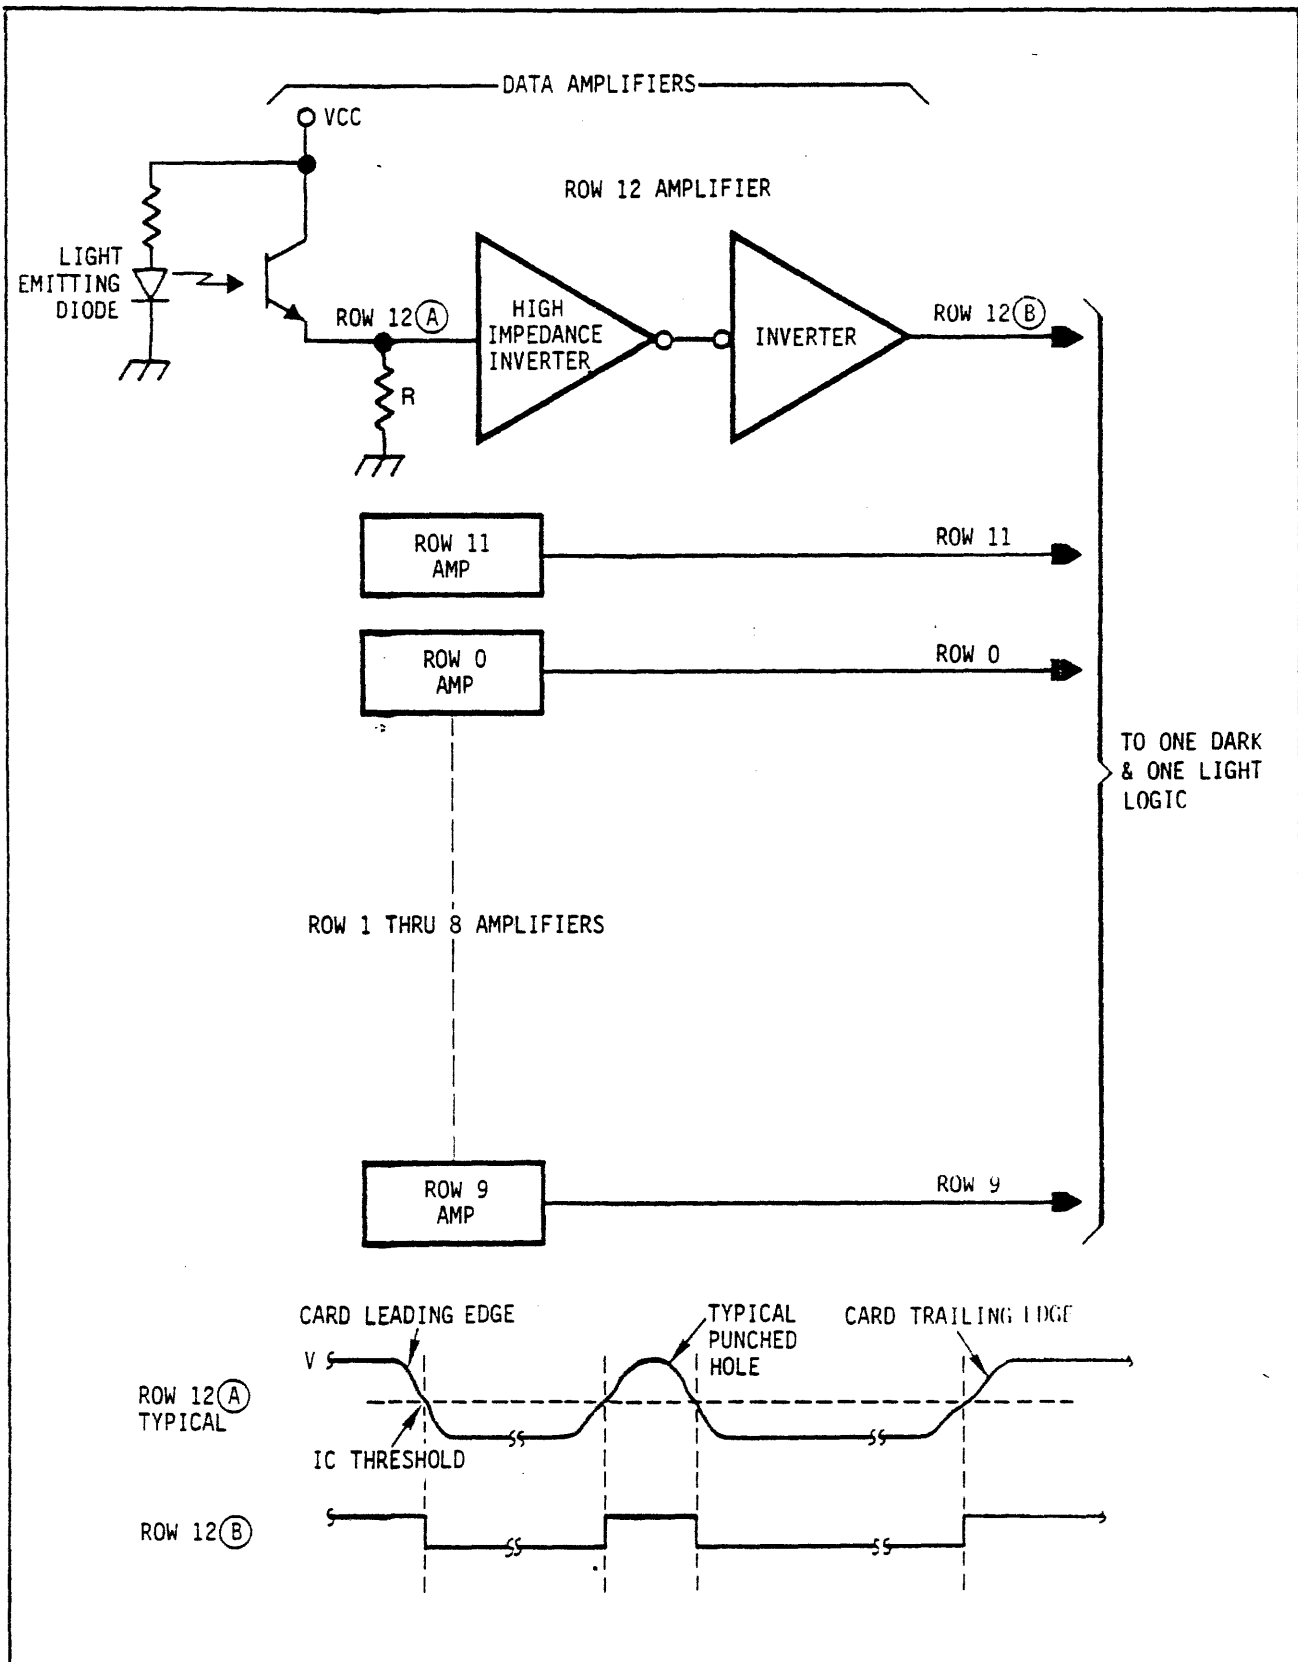 DATA AMPLIFIERS
VCC
ROW 12 AMPLIFIER
LIGHT
EMITTING
DIODE
ROW 12 A
HIGH
IMPEDANCE
INVERTER
INVERTER
ROW 12 B
R
ROW 11
AMP
ROW 11
ROW 0
AMP
ROW 0
TO ONE DARK
& ONE LIGHT
LOGIC
ROW 1 THRU 8 AMPLIFIERS
ROW 9
AMP
ROW 9
CARD LEADING EDGE
TYPICAL
PUNCHED
HOLE
CARD TRAILING EDGE
V
ROW 12 A
TYPICAL
IC THRESHOLD
ROW 12 B